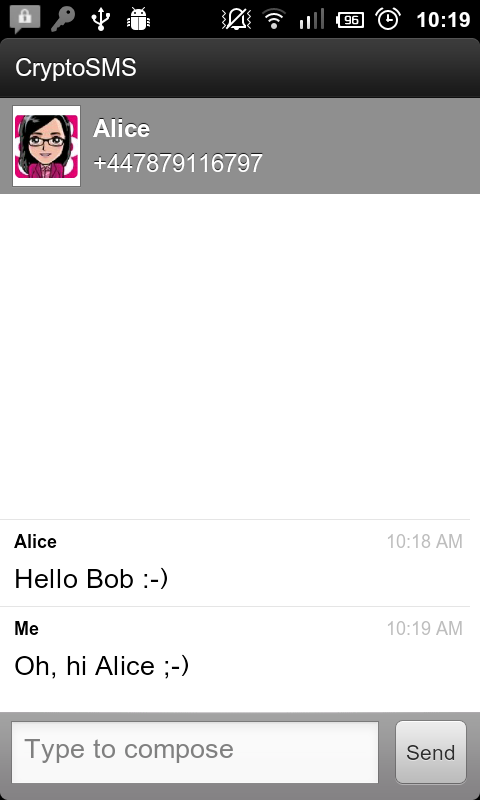 96 10:19
CryptoSMS
Alice
+447879116797
Alice 10:18 AM
Hello Bob :-)
Me 10:19 AM
Oh, hi Alice ;-)
Type to compose Send